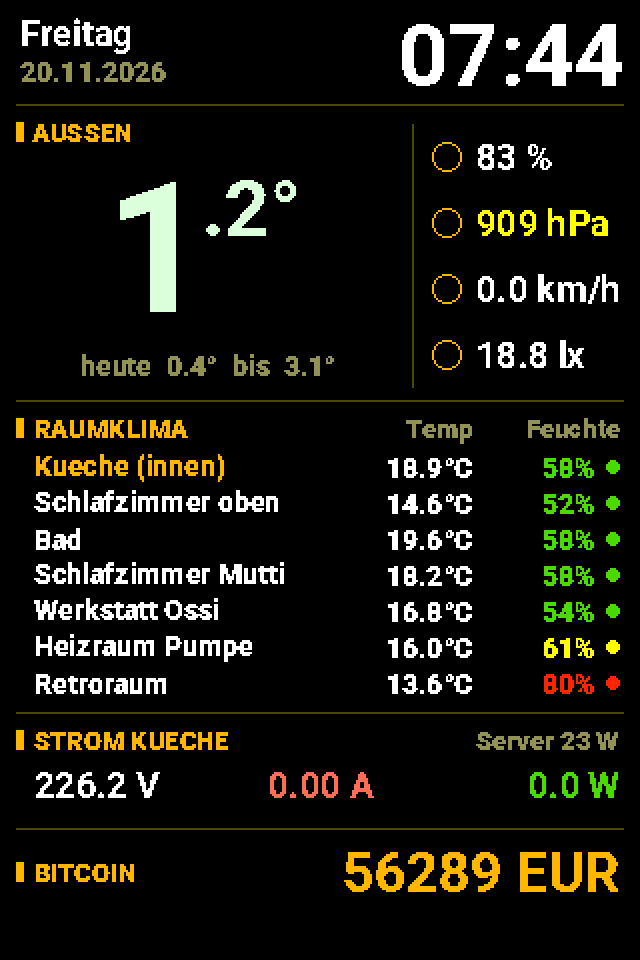 Freitag
07:44
20.11.2026
AUSSEN
1.2°
83 %
909 hPa
0.0 km/h
18.8 lx
heute 0.4° bis 3.1°
RAUMKLIMA Temp Feuchte
Kueche (innen) 18.9°C 58%
Schlafzimmer oben 14.6°C 52%
Bad 19.6°C 58%
Schlafzimmer Mutti 18.2°C 58%
Werkstatt Ossi 16.8°C 54%
Heizraum Pumpe 16.0°C 61%
Retroraum 13.6°C 80%
STROM KUECHE Server 23 W
226.2 V 0.00 A 0.0 W
BITCOIN 56289 EUR